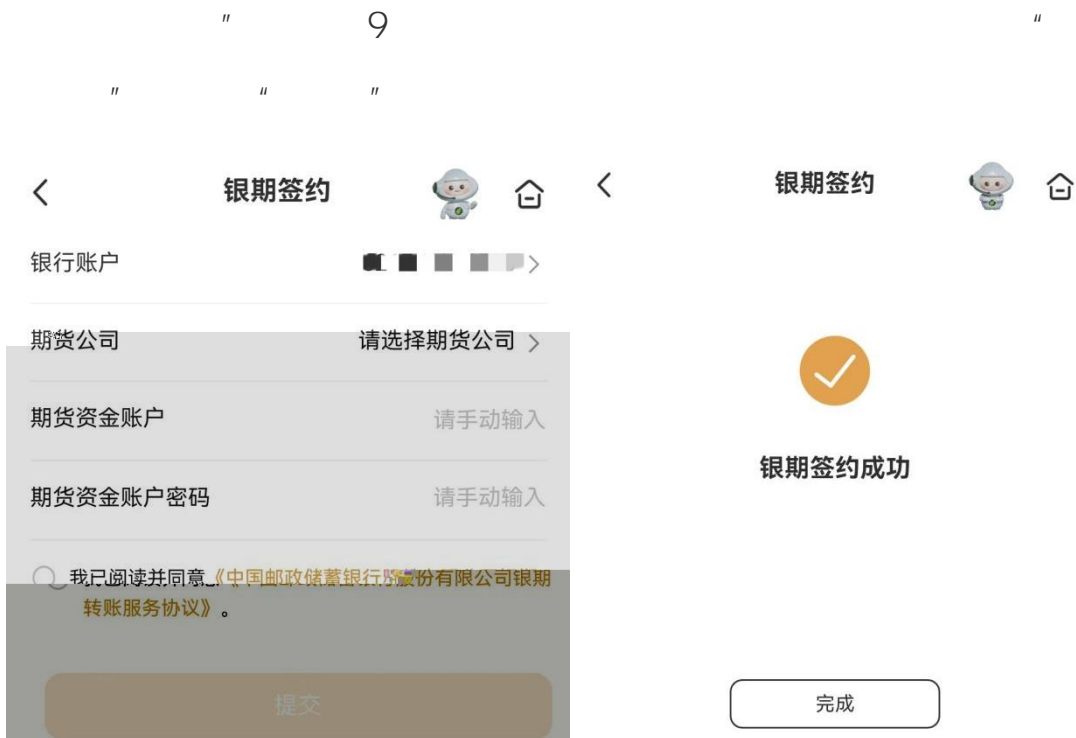 " 9 "
" " "
银期签约
银行账户
期货公司 请选择期货公司
期货资金账户 请手动输入
期货资金账户密码 请手动输入
我已阅读并同意《中国邮政储蓄银行股份有限公司银期
转账服务协议》。
提交
银期签约
银期签约成功
完成